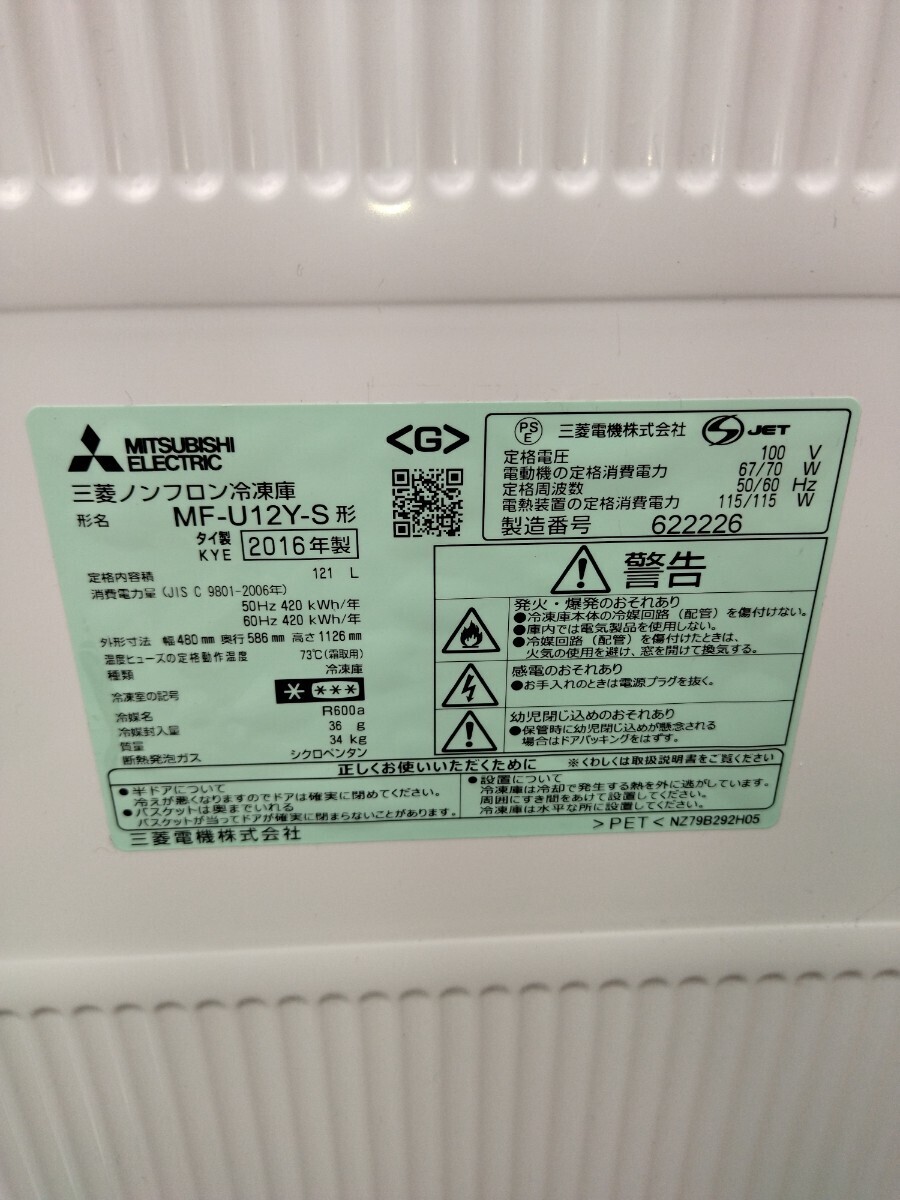 MITSUBISHI
ELECTRIC
三菱ノンフロン冷凍庫
形名 MF-U12Y-S 形
タイ製
KYE 2016年製
定格内容積 121 L
消費電力量 (JIS C 9801-2006年)
50Hz 420 kWh/年
60Hz 420 kWh/年
外形寸法 幅480mm 奥行586mm 高さ1126mm
温度ヒューズの定格動作温度 73℃(霜取用)
種類 冷凍庫
冷凍室の記号 * ***
冷媒名 R600a
冷媒封入量 36 g
質量 34 kg
断熱発泡ガス シクロペンタン
<G>
PS
E 三菱電機株式会社 S JET
定格電圧 100 V
電動機の定格消費電力 67/70 W
定格周波数 50/60 Hz
電熱装置の定格消費電力 115/115 W
製造番号 622226
警告
発火・爆発のおそれあり
●冷凍庫本体の冷媒回路(配管)を傷付けない。
●庫内では電気製品を使用しない。
●冷媒回路(配管)を傷付けたときは、
火気の使用を避け、窓を開けて換気する。
感電のおそれあり
●お手入れのときは電源プラグを抜く。
幼児閉じ込めのおそれあり
●保管時に幼児閉じ込めが懸念される
場合はドアパッキングをはずす。
正しくお使いいただくために ※くわしくは取扱説明書をご覧ください
●半ドアについて
冷えが悪くなりますのでドアは確実に閉めてください。
●バスケットは奥までいれる
バスケットが当ってドアが確実に閉まらないことがあります。
●設置について
冷凍庫は冷却で発生する熱を外に逃がしています。
周囲にすき間をあけて設置してください。
冷凍庫は水平な所に設置してください。
三菱電機株式会社
>PET< NZ79B292H05